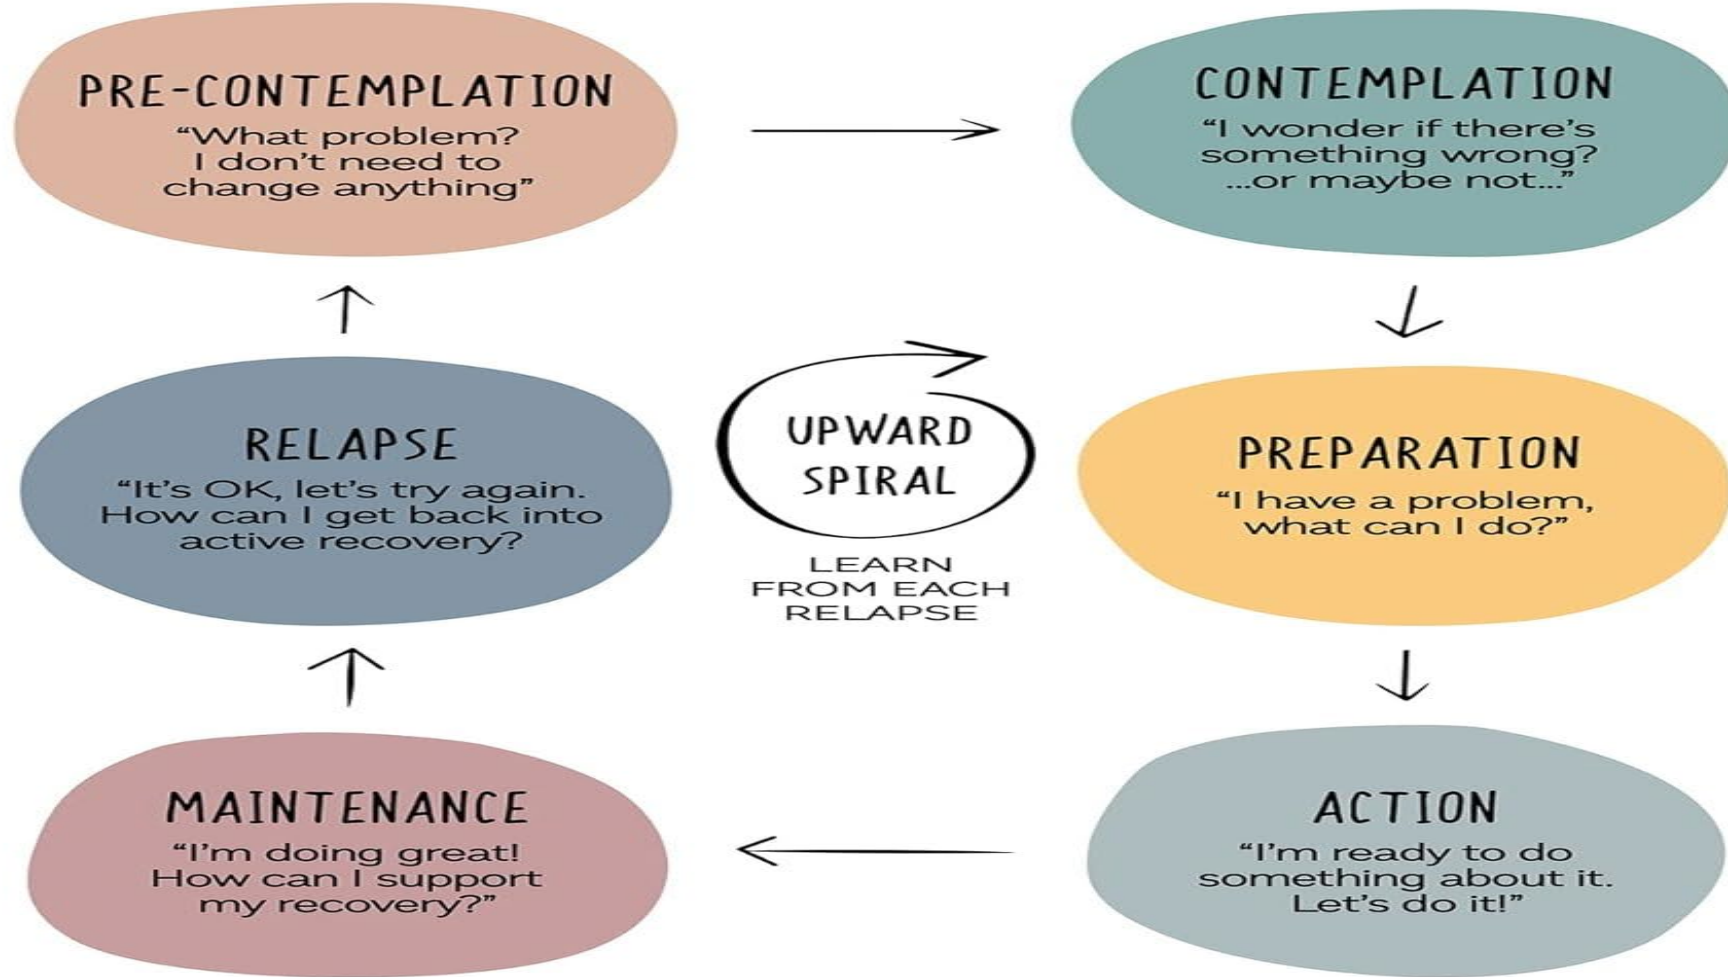 PRE-CONTEMPLATION
“What problem?
I don’t need to
change anything”
CONTEMPLATION
“I wonder if there’s
something wrong?
...or maybe not...”
PREPARATION
“I have a problem,
what can I do?”
ACTION
“I’m ready to do
something about it.
Let’s do it!”
MAINTENANCE
“I’m doing great!
How can I support
my recovery?”
RELAPSE
“It’s OK, let’s try again.
How can I get back into
active recovery?
UPWARD
SPIRAL
LEARN
FROM EACH
RELAPSE